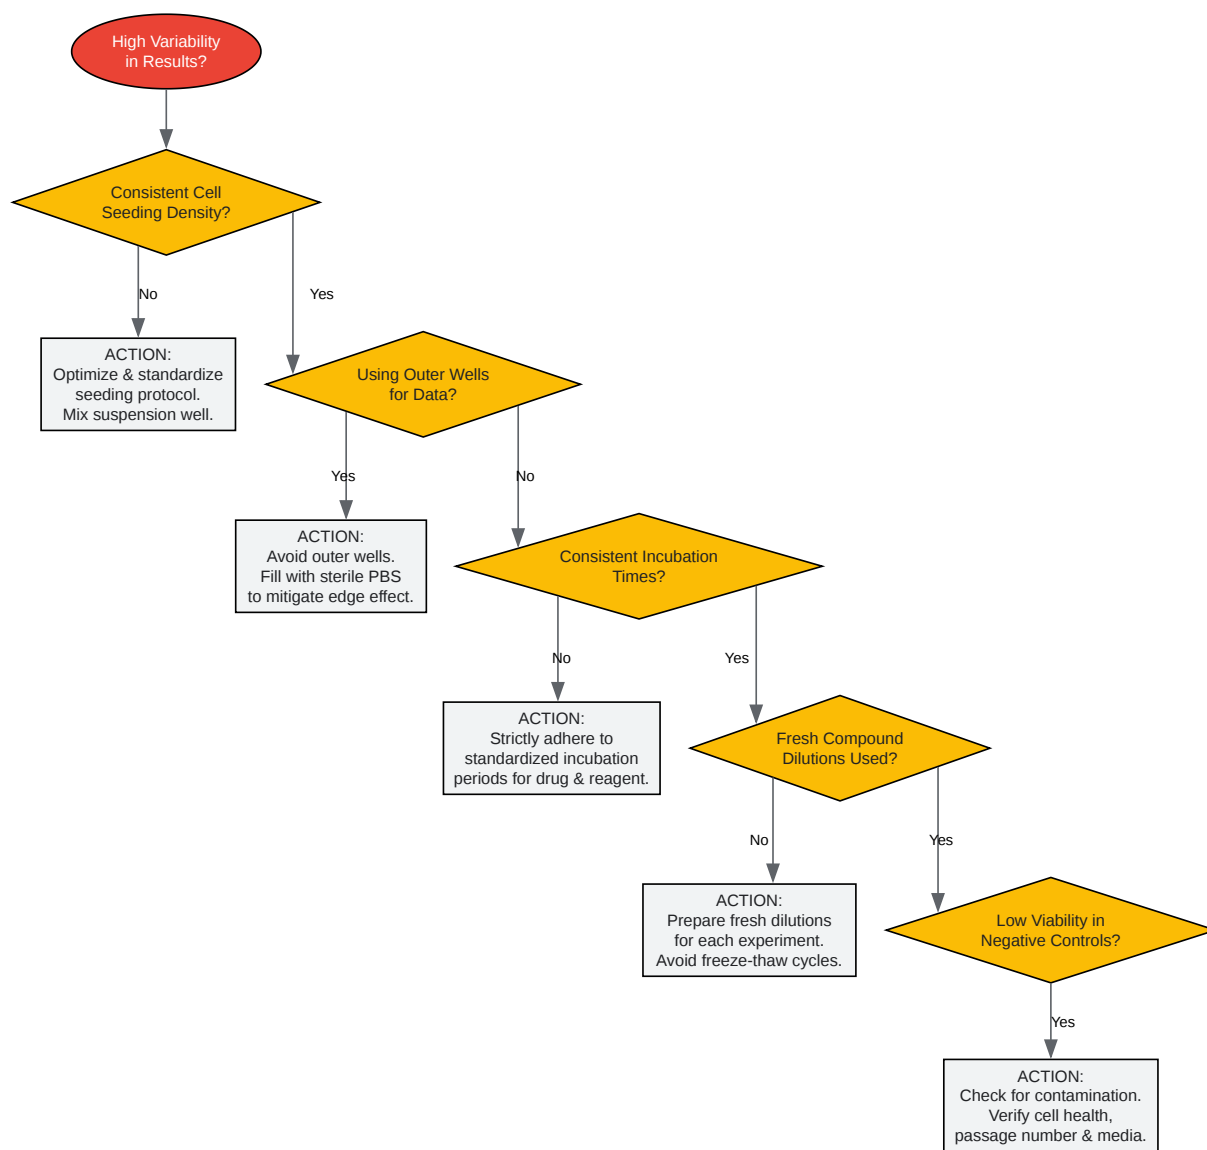 High Variability
in Results?
Consistent Cell
Seeding Density?
No
Yes
ACTION:
Optimize & standardize
seeding protocol.
Mix suspension well.
Using Outer Wells
for Data?
Yes
No
ACTION:
Avoid outer wells.
Fill with sterile PBS
to mitigate edge effect.
Consistent Incubation
Times?
No
Yes
ACTION:
Strictly adhere to
standardized incubation
periods for drug & reagent.
Fresh Compound
Dilutions Used?
No
Yes
ACTION:
Prepare fresh dilutions
for each experiment.
Avoid freeze-thaw cycles.
Low Viability in
Negative Controls?
Yes
ACTION:
Check for contamination.
Verify cell health,
passage number & media.